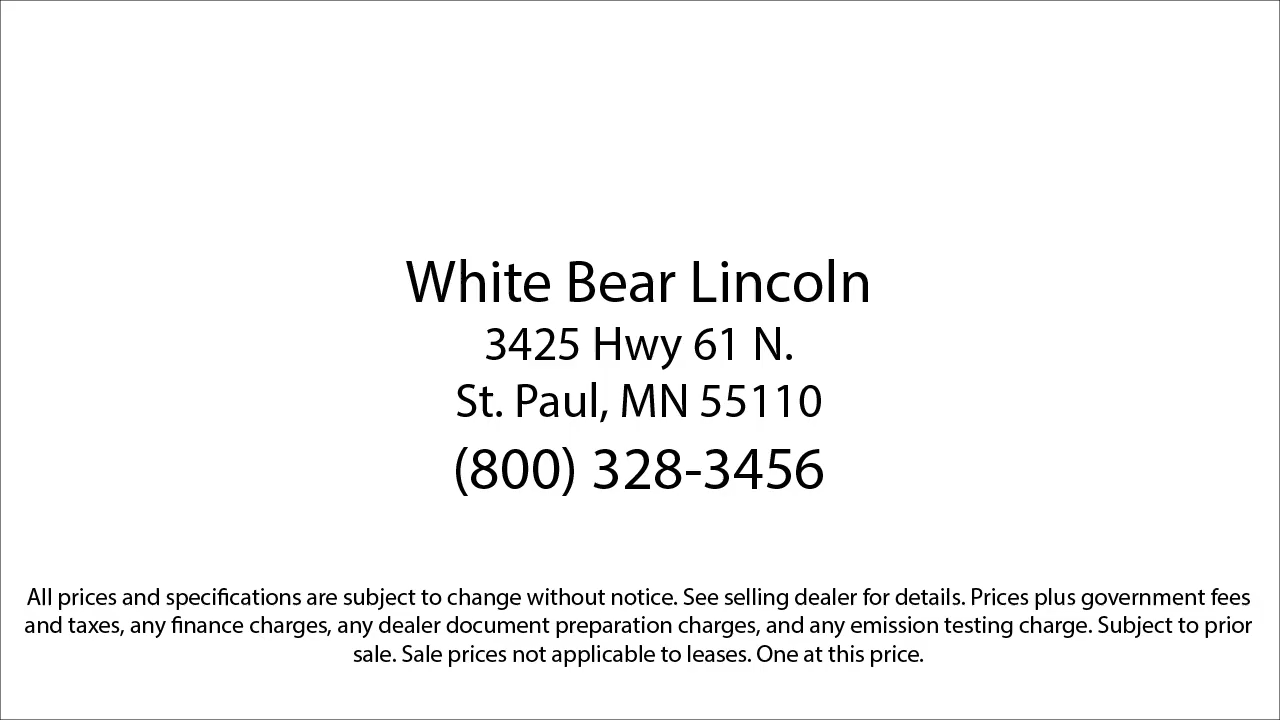 White Bear Lincoln
3425 Hwy 61 N.
St. Paul, MN 55110
(800) 328-3456
All prices and specifications are subject to change without notice. See selling dealer for details. Prices plus government fees
and taxes, any finance charges, any dealer document preparation charges, and any emission testing charge. Subject to prior
sale. Sale prices not applicable to leases. One at this price.